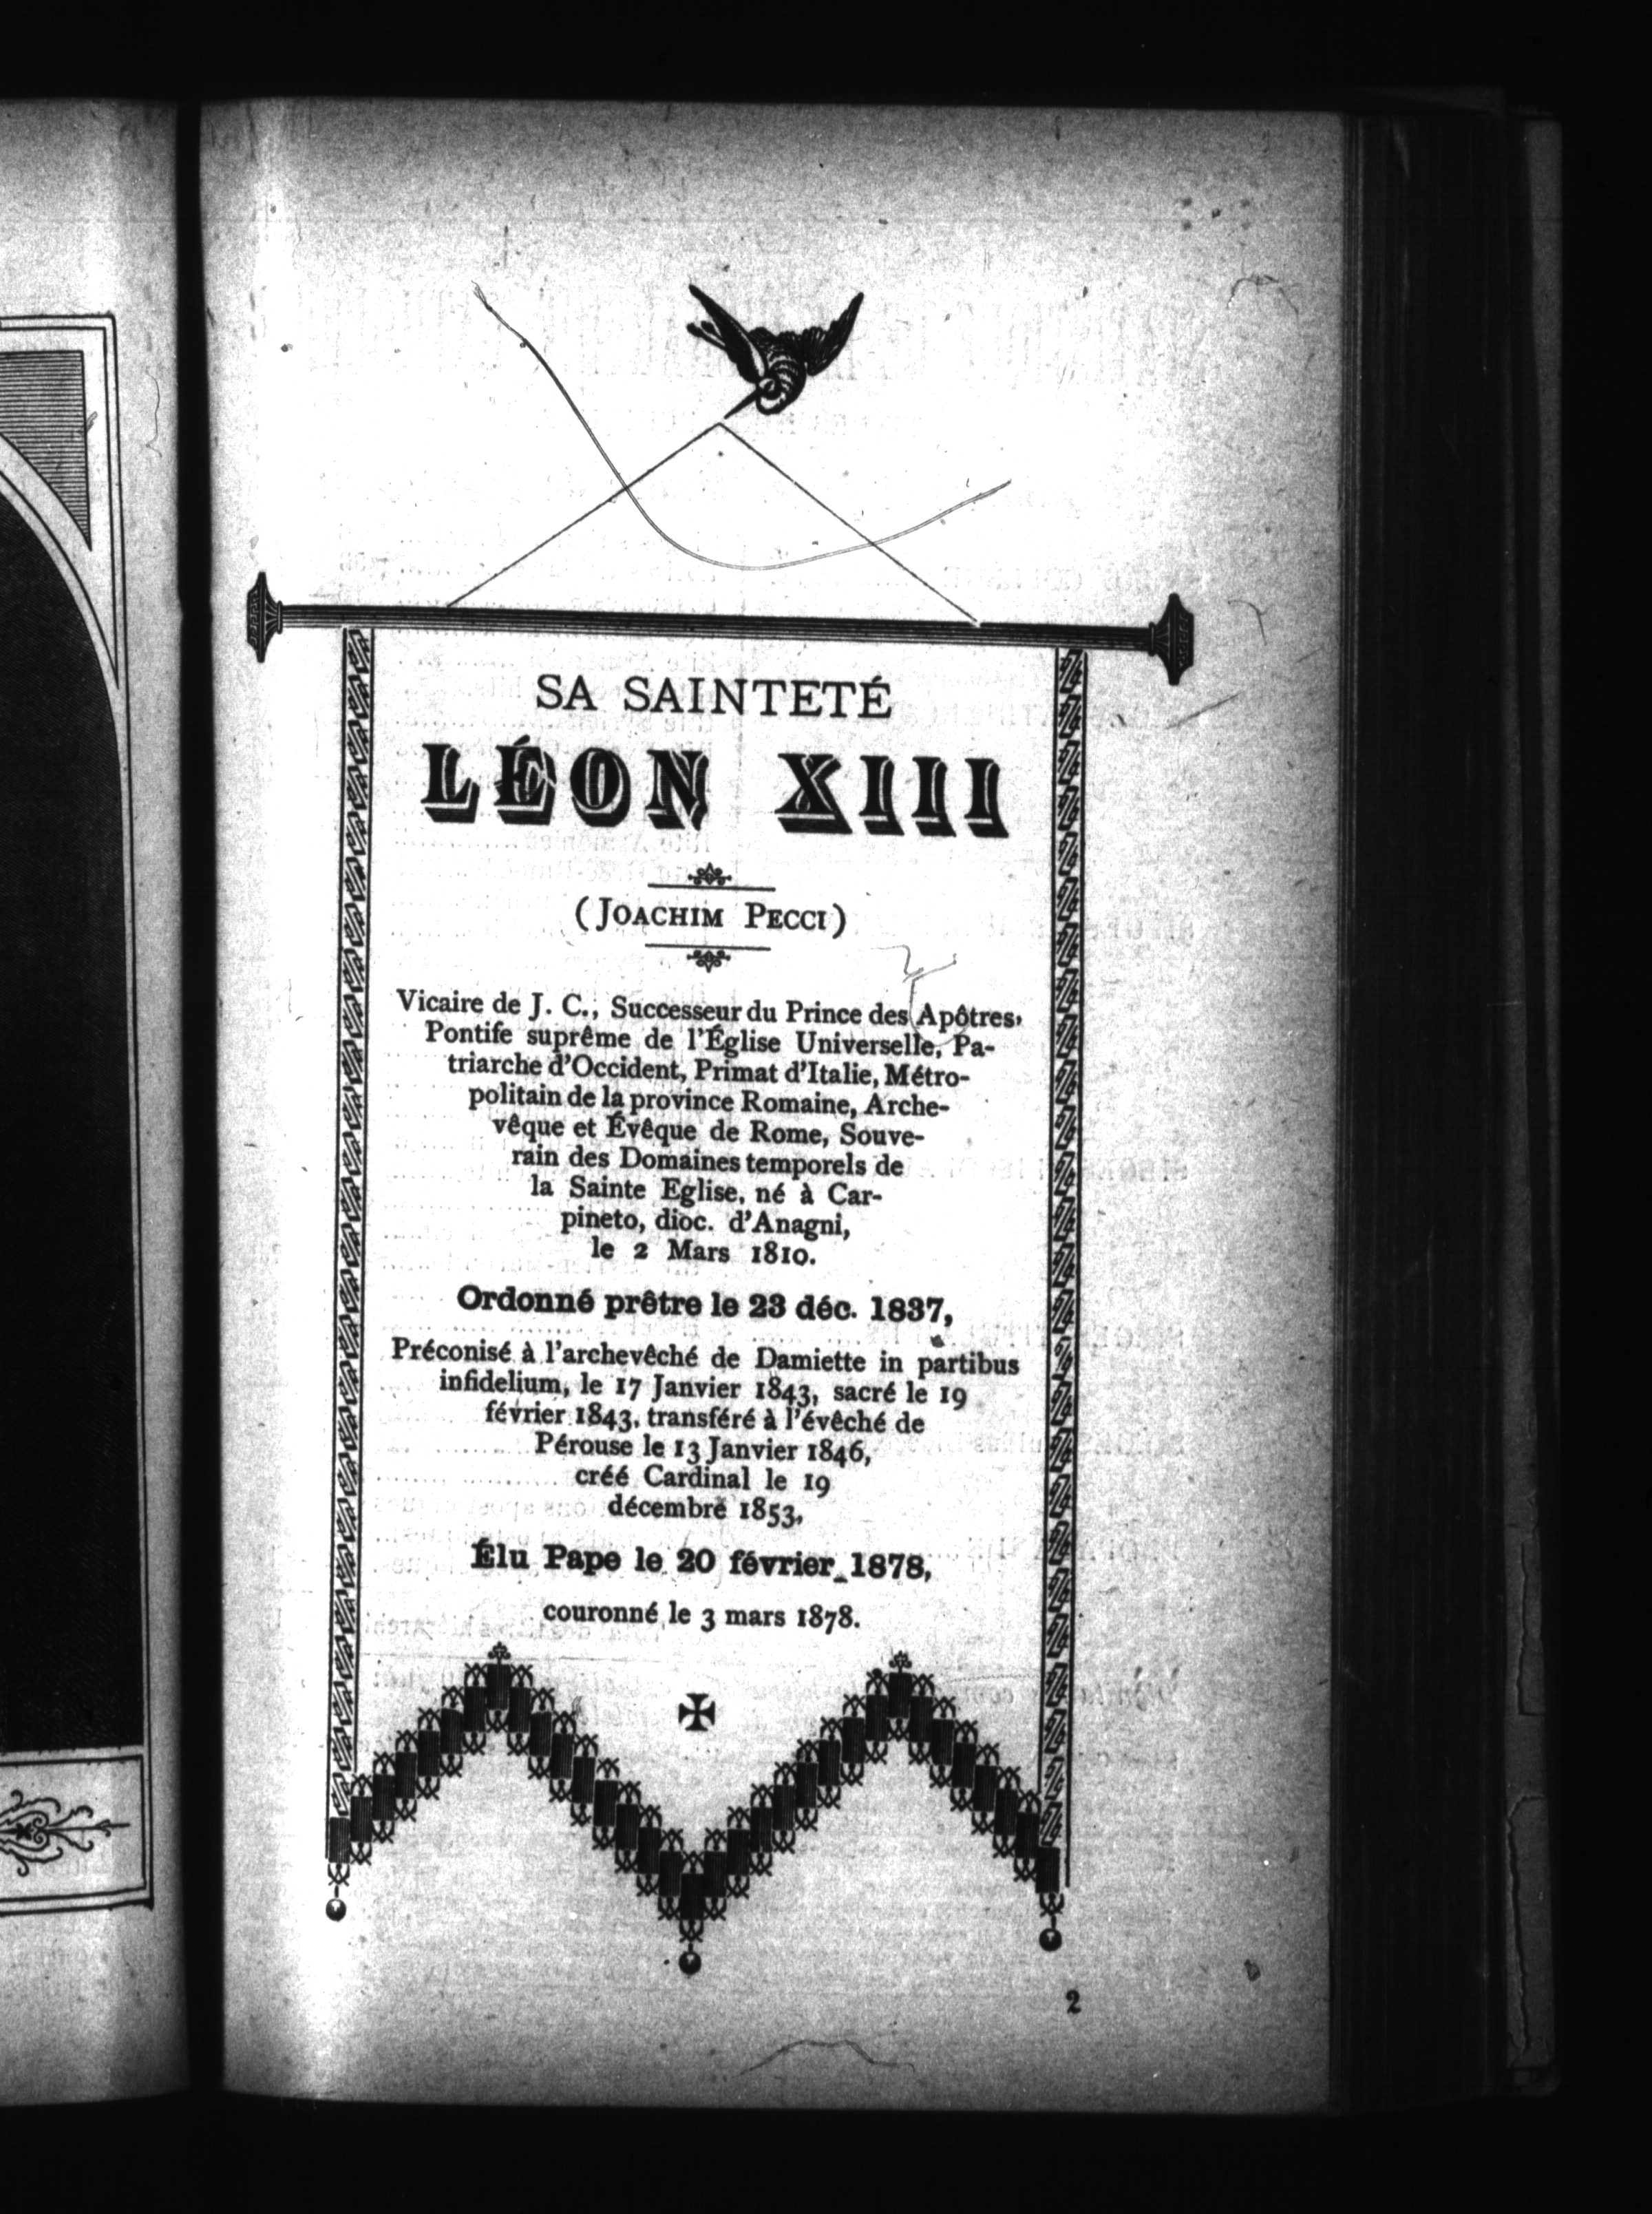 SA SAINTETÉ
LÉON XIII
(JOACHIM PECCI)
Vicaire de J. C., Successeur du Prince des Apôtres,
Pontife suprême de l'Église Universelle, Pa-
triarche d'Occident, Primat d'Italie, Métro-
politain de la province Romaine, Arche-
vêque et Évêque de Rome, Souve-
rain des Domaines temporels de
la Sainte Eglise, né à Car-
pineto, dioc. d'Anagni,
le 2 Mars 1810.
Ordonné prêtre le 23 déc. 1837,
Préconisé à l'archevêché de Damiette in partibus
infidelium, le 17 Janvier 1843, sacré le 19
février 1843, transféré à l'évêché de
Pérouse le 13 Janvier 1846,
créé Cardinal le 19
décembre 1853,
Élu Pape le 20 février 1878,
couronné le 3 mars 1878.
2